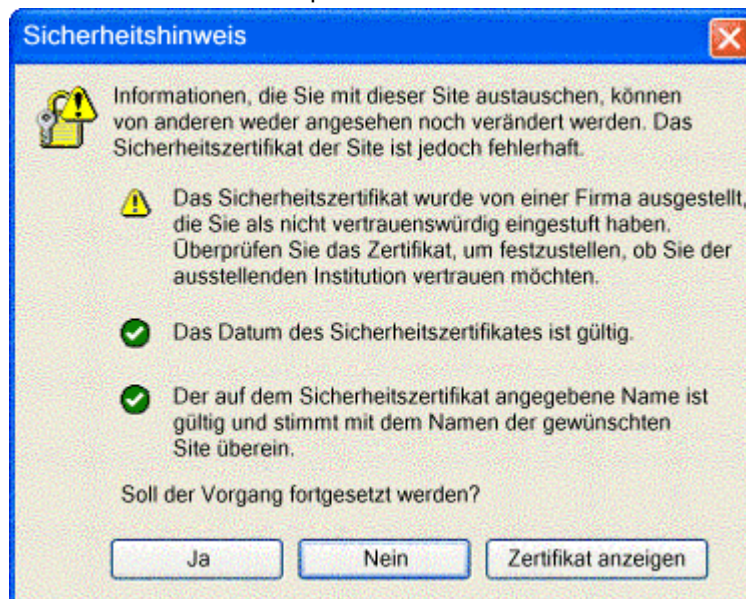 Sicherheitshinweis
Informationen, die Sie mit dieser Site austauschen, können
von anderen weder angesehen noch verändert werden. Das
Sicherheitszertifikat der Site ist jedoch fehlerhaft.
Das Sicherheitszertifikat wurde von einer Firma ausgestellt,
die Sie als nicht vertrauenswürdig eingestuft haben.
Überprüfen Sie das Zertifikat, um festzustellen, ob Sie der
ausstellenden Institution vertrauen möchten.
Das Datum des Sicherheitszertifikates ist gültig.
Der auf dem Sicherheitszertifikat angegebene Name ist
gültig und stimmt mit dem Namen der gewünschten
Site überein.
Soll der Vorgang fortgesetzt werden?
Ja Nein Zertifikat anzeigen